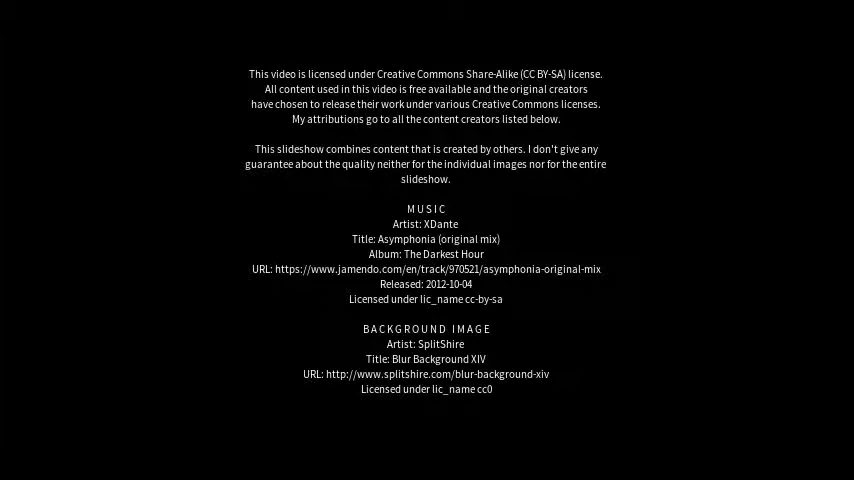 This video is licensed under Creative Commons Share-Alike (CC BY-SA) license.
All content used in this video is free available and the original creators
have chosen to release their work under various Creative Commons licenses.
My attributions go to all the content creators listed below.
This slideshow combines content that is created by others. I don't give any
guarantee about the quality neither for the individual images nor for the entire
slideshow.
MUSIC
Artist: XDante
Title: Asymphonia (original mix)
Album: The Darkest Hour
URL: https://www.jamendo.com/en/track/970521/asymphonia-original-mix
Released: 2012-10-04
Licensed under lic_name cc-by-sa
BACKGROUND IMAGE
Artist: SplitShire
Title: Blur Background XIV
URL: http://www.splitshire.com/blur-background-xiv
Licensed under lic_name cc0